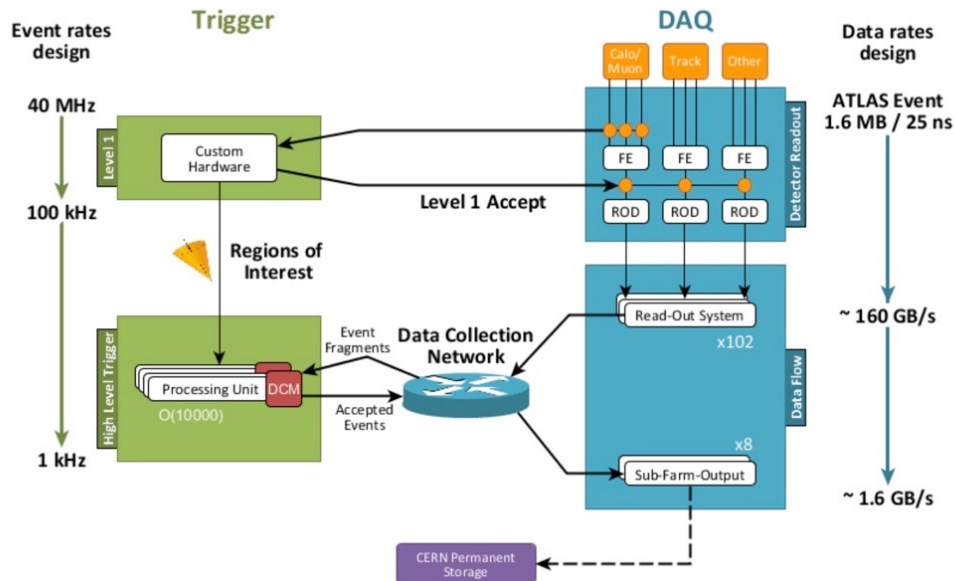 Trigger
DAQ
Event rates
design
Data rates
design
Calo/
Muon
Track
Other
40 MHz
ATLAS Event
1.6 MB / 25 ns
Level 1
Custom
Hardware
FE
FE
FE
Detector Readout
Level 1 Accept
ROD
ROD
ROD
100 kHz
Regions of
Interest
Read-Out System
~ 160 GB/s
x102
High Level Trigger
Event
Fragments
Data Collection
Network
Processing Unit
DCM
O(10000)
Accepted
Events
Data Flow
1 kHz
x8
Sub-Farm-Output
~ 1.6 GB/s
CERN Permanent
Storage